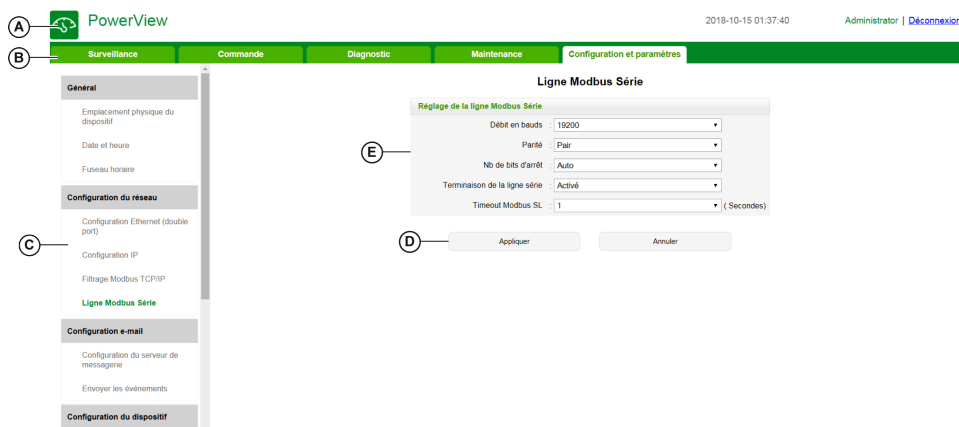 A
PowerView
2018-10-15 01:37:40
Administrator | Déconnexion
B
Surveillance
Commande
Diagnostic
Maintenance
Configuration et paramètres
C
Général
Emplacement physique du
dispositif
Date et heure
Fuseau horaire
Configuration du réseau
Configuration Ethernet (double
port)
Configuration IP
Filtrage Modbus TCP/IP
Ligne Modbus Série
Configuration e-mail
Configuration du serveur de
messagerie
Envoyer les événements
Configuration du dispositif
Ligne Modbus Série
E
Réglage de la ligne Modbus Série
Débit en bauds : 19200
Parité : Pair
Nb de bits d'arrêt : Auto
Terminaison de la ligne série : Activé
Timeout Modbus SL : 1 ( Secondes)
D
Appliquer
Annuler